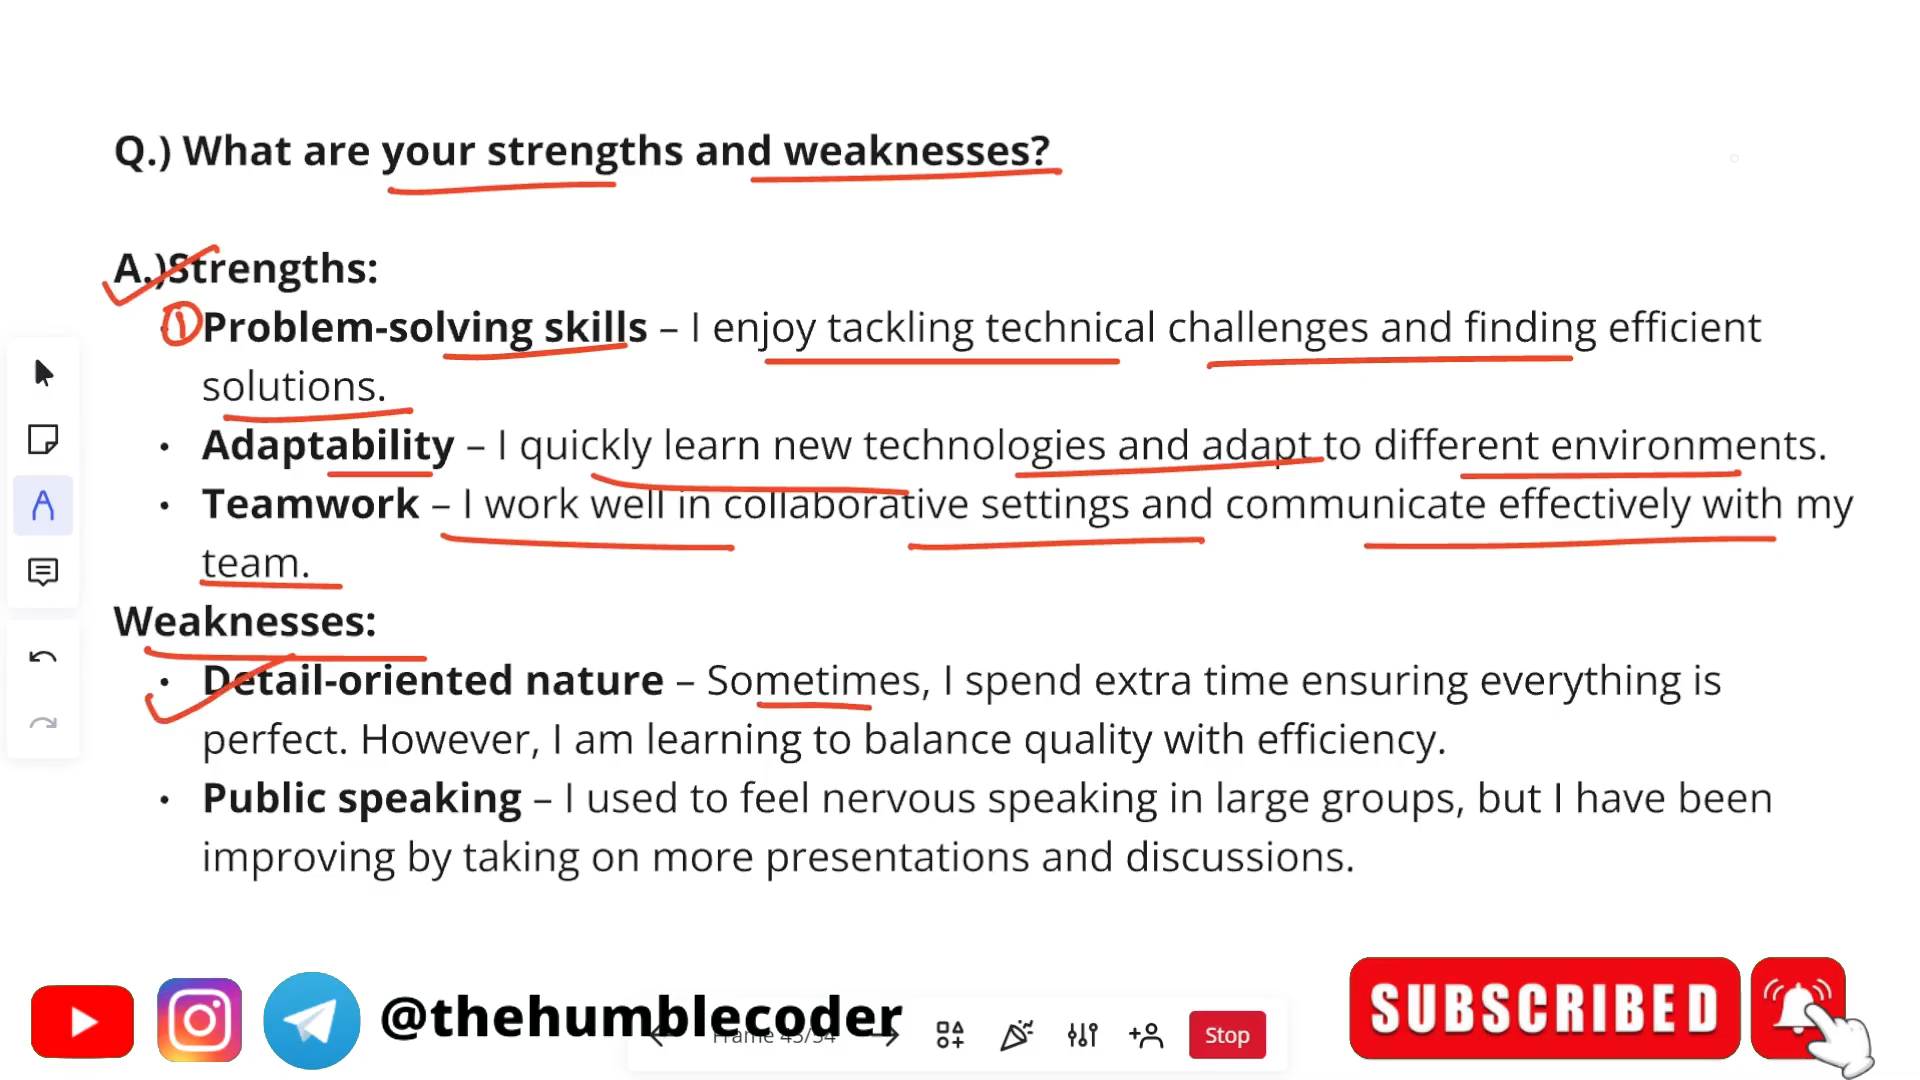 Q.) What are your strengths and weaknesses?
A.)Strengths:
① Problem-solving skills – I enjoy tackling technical challenges and finding efficient
solutions.
• Adaptability – I quickly learn new technologies and adapt to different environments.
• Teamwork – I work well in collaborative settings and communicate effectively with my
team.
Weaknesses:
• Detail-oriented nature – Sometimes, I spend extra time ensuring everything is
perfect. However, I am learning to balance quality with efficiency.
• Public speaking – I used to feel nervous speaking in large groups, but I have been
improving by taking on more presentations and discussions.
@thehumblecoder
Frame
Stop
SUBSCRIBED